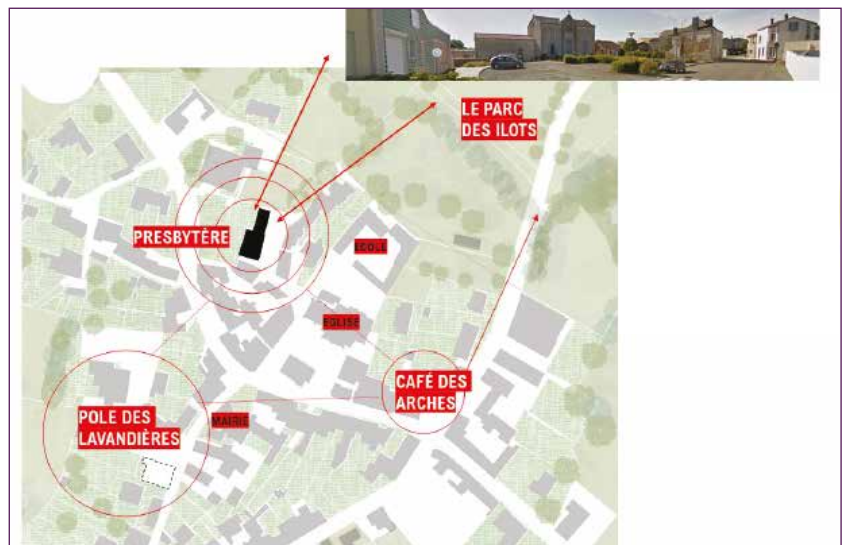 LE PARC
DES ILOTS
PRESBYTÈRE
ECOLE
EGLISE
CAFÉ DES
ARCHES
POLE DES
LAVANDIÈRES
MAIRIE